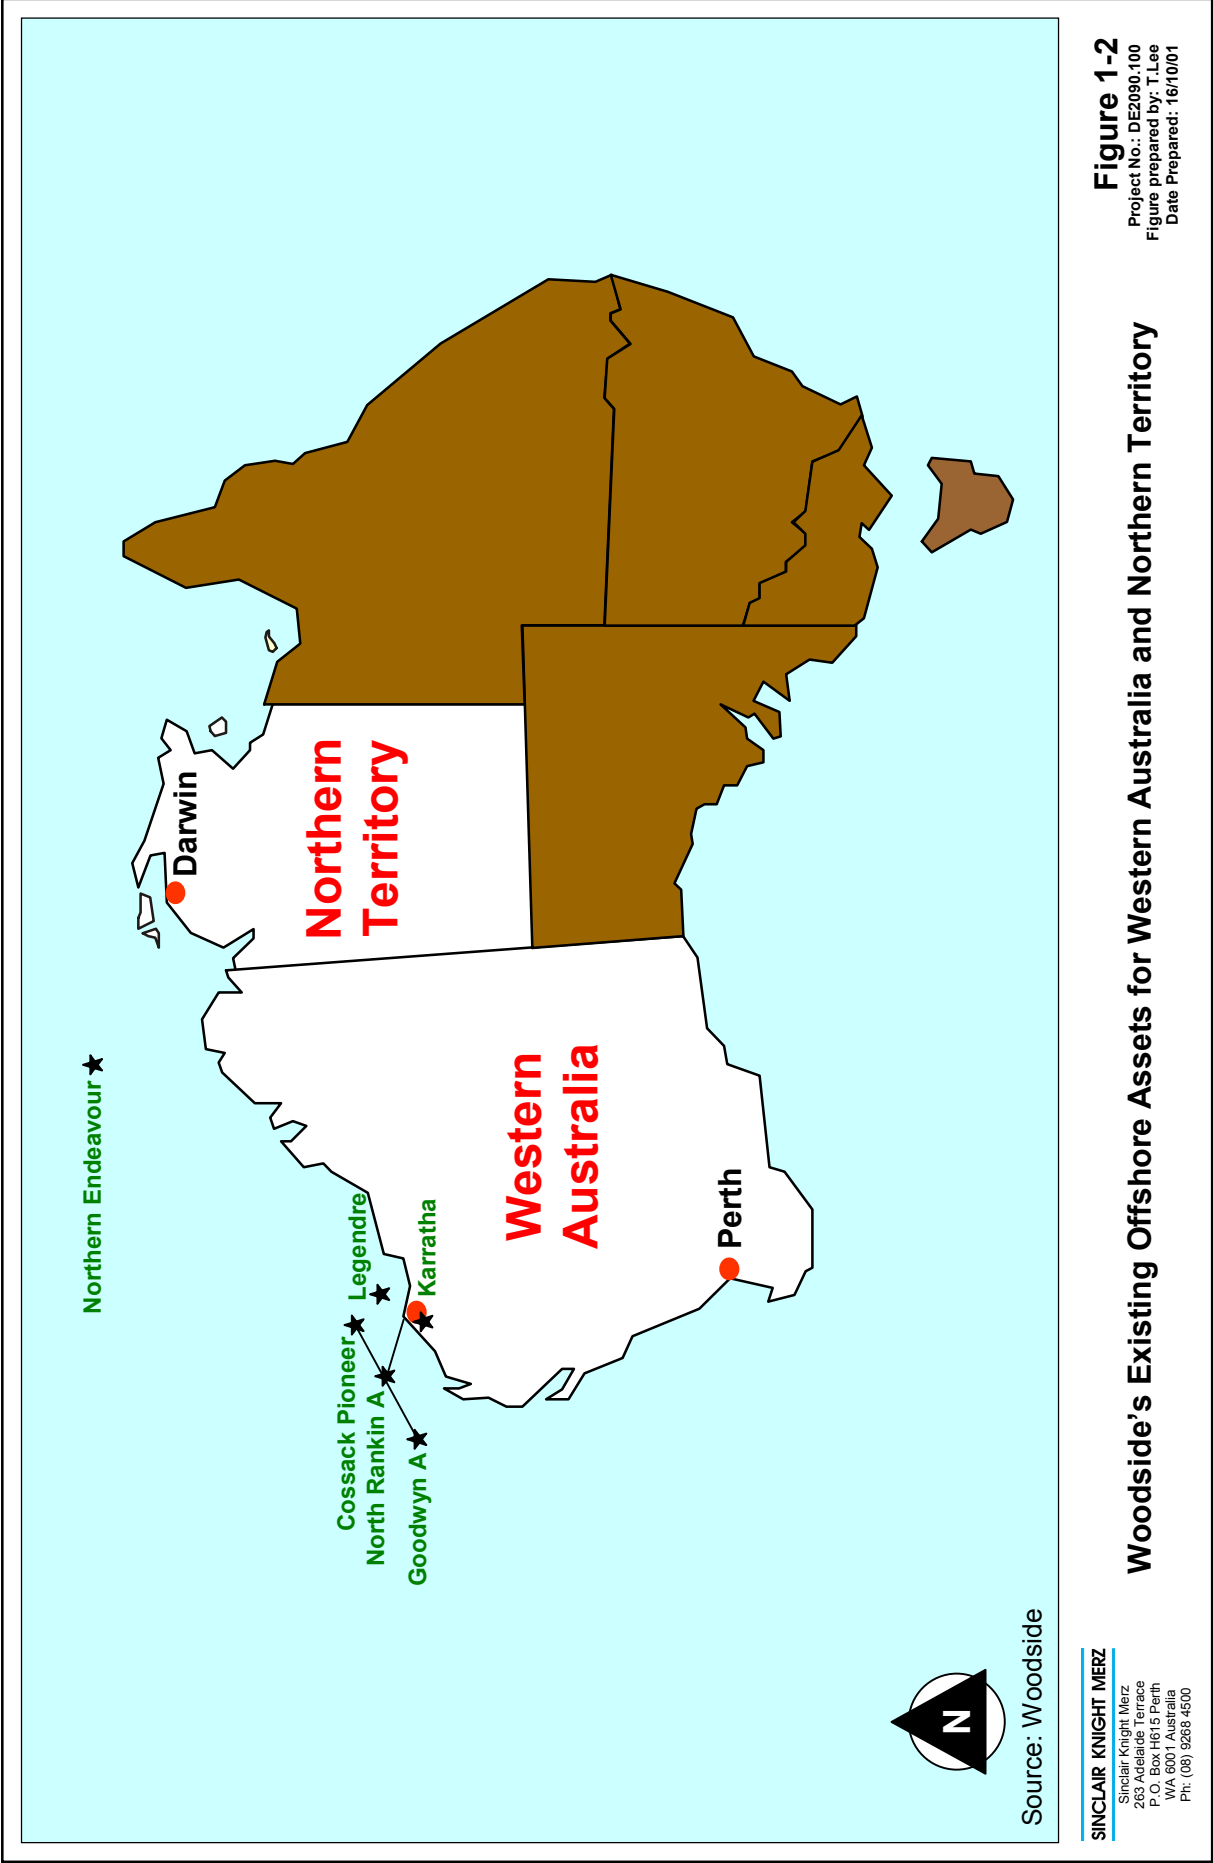 Northern Endeavour
Darwin
Northern
Territory
Legendre
Cossack Pioneer
North Rankin A
Karratha
Goodwyn A
Western
Australia
Perth
N
Source: Woodside
SINCLAIR KNIGHT MERZ
Sinclair Knight Merz
263 Adelaide Terrace
P.O. Box H615 Perth
WA 6001 Australia
Ph: (08) 9268 4500
Woodside's Existing Offshore Assets for Western Australia and Northern Territory
Figure 1-2
Project No.: DE2090.100
Figure prepared by: T.Lee
Date Prepared: 16/10/01